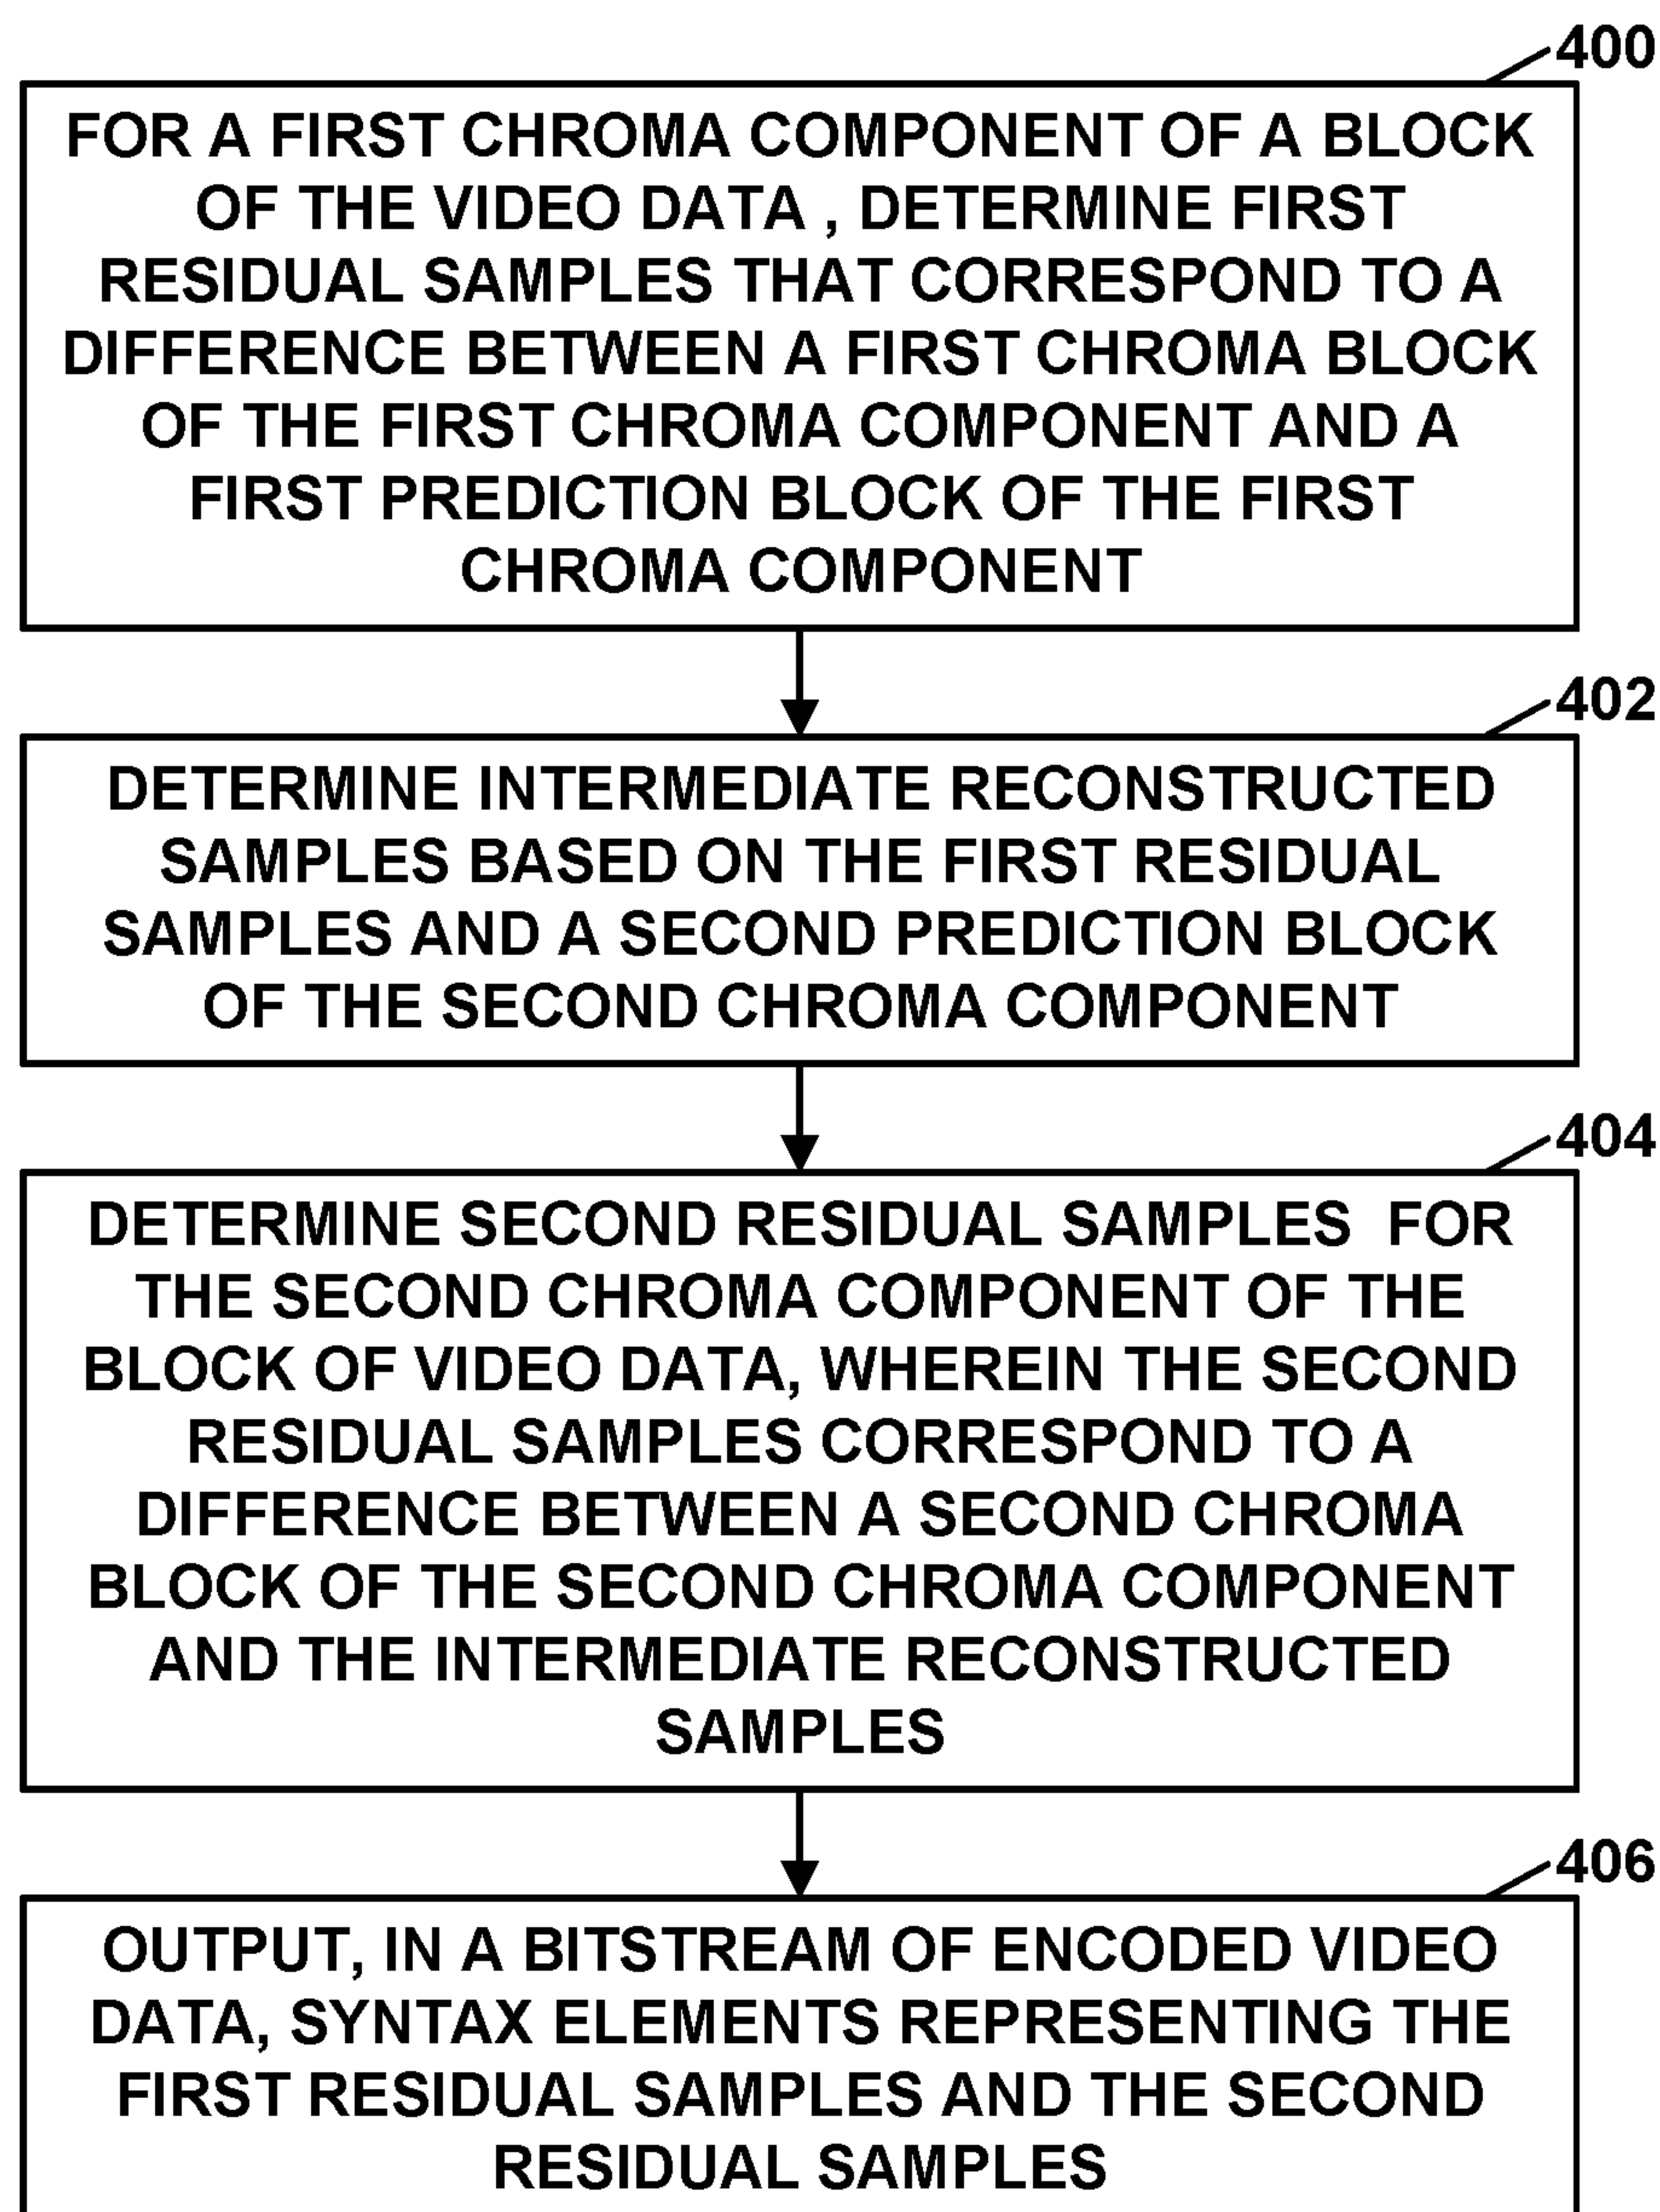 400
FOR A FIRST CHROMA COMPONENT OF A BLOCK
OF THE VIDEO DATA , DETERMINE FIRST
RESIDUAL SAMPLES THAT CORRESPOND TO A
DIFFERENCE BETWEEN A FIRST CHROMA BLOCK
OF THE FIRST CHROMA COMPONENT AND A
FIRST PREDICTION BLOCK OF THE FIRST
CHROMA COMPONENT
402
DETERMINE INTERMEDIATE RECONSTRUCTED
SAMPLES BASED ON THE FIRST RESIDUAL
SAMPLES AND A SECOND PREDICTION BLOCK
OF THE SECOND CHROMA COMPONENT
404
DETERMINE SECOND RESIDUAL SAMPLES  FOR
THE SECOND CHROMA COMPONENT OF THE
BLOCK OF VIDEO DATA, WHEREIN THE SECOND
RESIDUAL SAMPLES CORRESPOND TO A
DIFFERENCE BETWEEN A SECOND CHROMA
BLOCK OF THE SECOND CHROMA COMPONENT
AND THE INTERMEDIATE RECONSTRUCTED
SAMPLES
406
OUTPUT, IN A BITSTREAM OF ENCODED VIDEO
DATA, SYNTAX ELEMENTS REPRESENTING THE
FIRST RESIDUAL SAMPLES AND THE SECOND
RESIDUAL SAMPLES